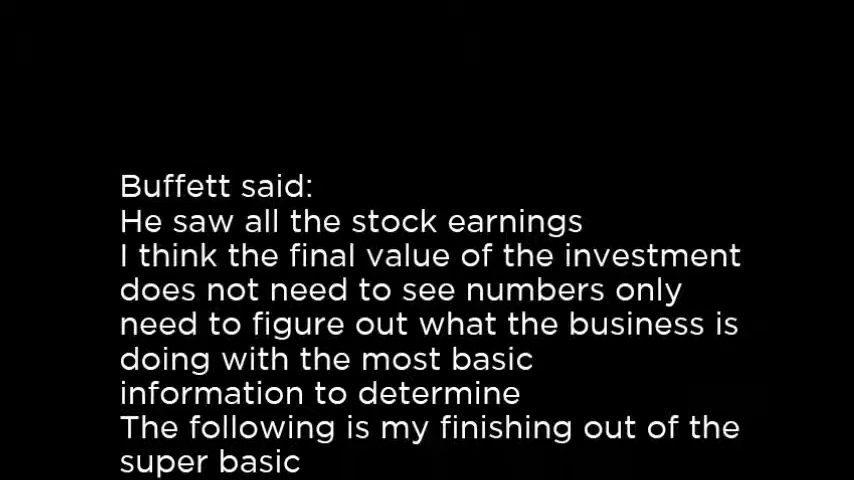 Buffett said:
He saw all the stock earnings
I think the final value of the investment
does not need to see numbers only
need to figure out what the business is
doing with the most basic
information to determine
The following is my finishing out of the
super basic